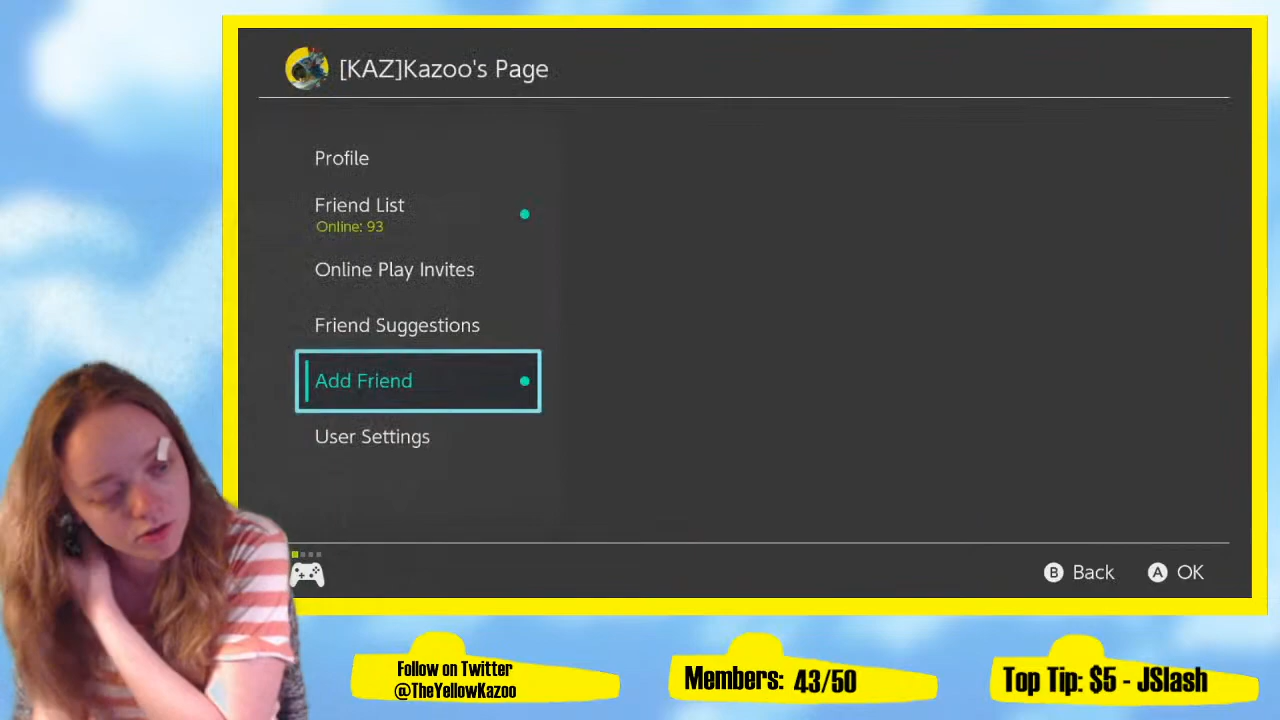 [KAZ]Kazoo's Page
Profile
Friend List
Online: 93
Online Play Invites
Friend Suggestions
Add Friend
User Settings
B Back A OK
Follow on Twitter
@TheYellowKazoo
Members: 43/50
Top Tip: $5 - JSlash